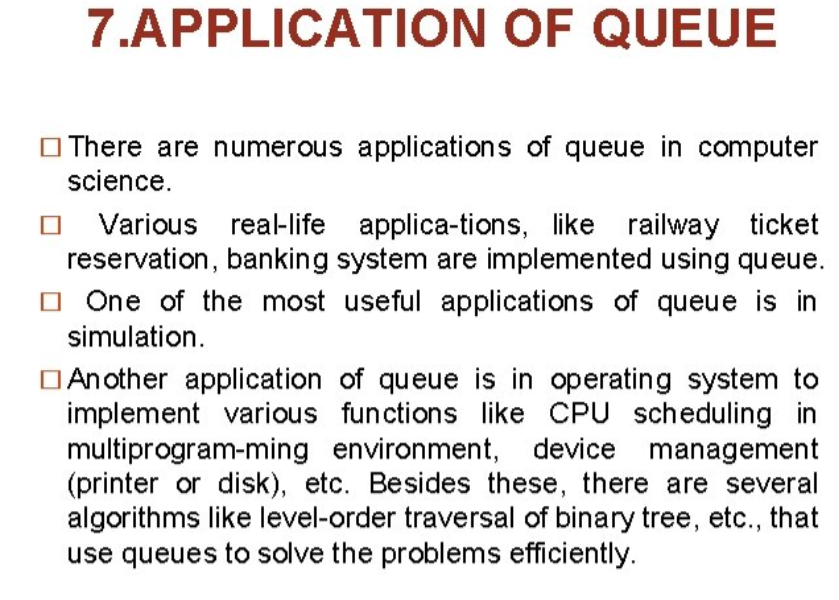 7.APPLICATION OF QUEUE
There are numerous applications of queue in computer
science.
Various real-life applica-tions, like railway ticket
reservation, banking system are implemented using queue.
One of the most useful applications of queue is in
simulation.
Another application of queue is in operating system to
implement various functions like CPU scheduling in
multiprogram-ming environment, device management
(printer or disk), etc. Besides these, there are several
algorithms like level-order traversal of binary tree, etc., that
use queues to solve the problems efficiently.